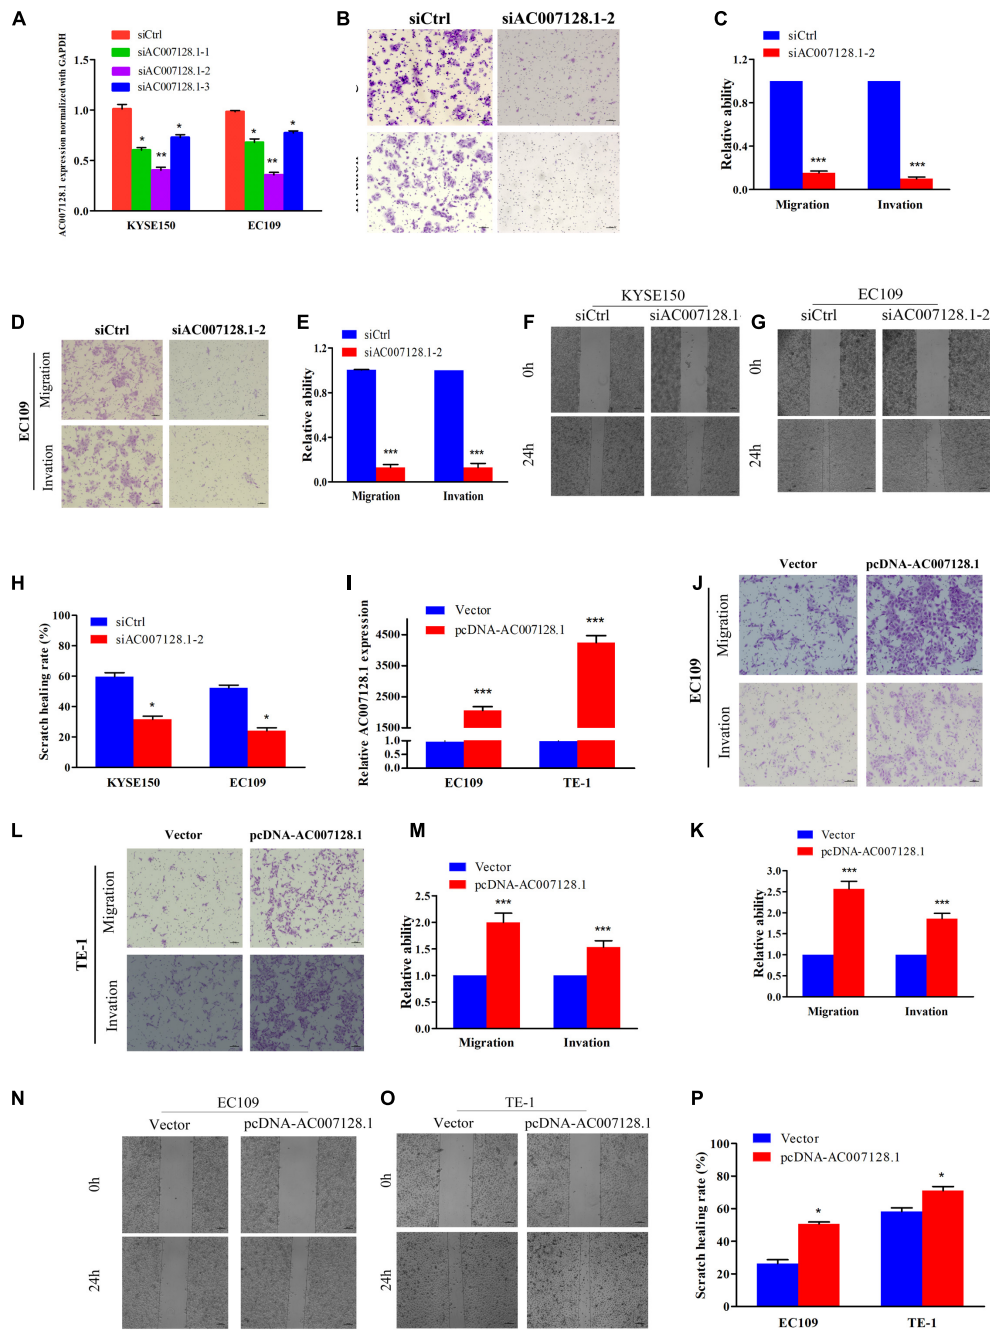 A
AC007128.1 expression normalized with GAPDH
siCtrl
siAC007128.1-1
siAC007128.1-2
siAC007128.1-3
1.5
1.0
0.5
0.0
*
**
*
*
**
*
KYSE150
EC109
B
siCtrl
siAC007128.1-2
C
siCtrl
siAC007128.1-2
Relative ability
1.2
0.8
0.4
0.0
***
***
Migration
Invation
D
siCtrl
siAC007128.1-2
EC109
Migration
Invation
E
siCtrl
siAC007128.1-2
Relative ability
1.2
0.8
0.4
0.0
***
***
Migration
Invation
F
KYSE150
siCtrl
siAC007128.1-
0h
24h
G
EC109
siCtrl
siAC007128.1-2
0h
24h
H
siCtrl
siAC007128.1-2
Scratch healing rate (%)
100
80
60
40
20
0
*
*
KYSE150
EC109
I
Vector
pcDNA-AC007128.1
Relative AC007128.1 expression
4500
3500
2500
1500
1.0
0.5
0.0
***
***
EC109
TE-1
J
Vector
pcDNA-AC007128.1
EC109
Migration
Invation
L
Vector
pcDNA-AC007128.1
TE-1
Migration
Invation
M
Vector
pcDNA-AC007128.1
Relative ability
2.5
2.0
1.5
1.0
0.5
0.0
***
***
Migration
Invation
K
Vector
pcDNA-AC007128.1
Relative ability
3.0
2.5
2.0
1.5
1.0
0.5
0.0
***
***
Migration
Invation
N
EC109
Vector
pcDNA-AC007128.1
0h
24h
O
TE-1
Vector
pcDNA-AC007128.1
0h
24h
P
Vector
pcDNA-AC007128.1
Scratch healing rate (%)
100
80
60
40
20
0
*
*
EC109
TE-1